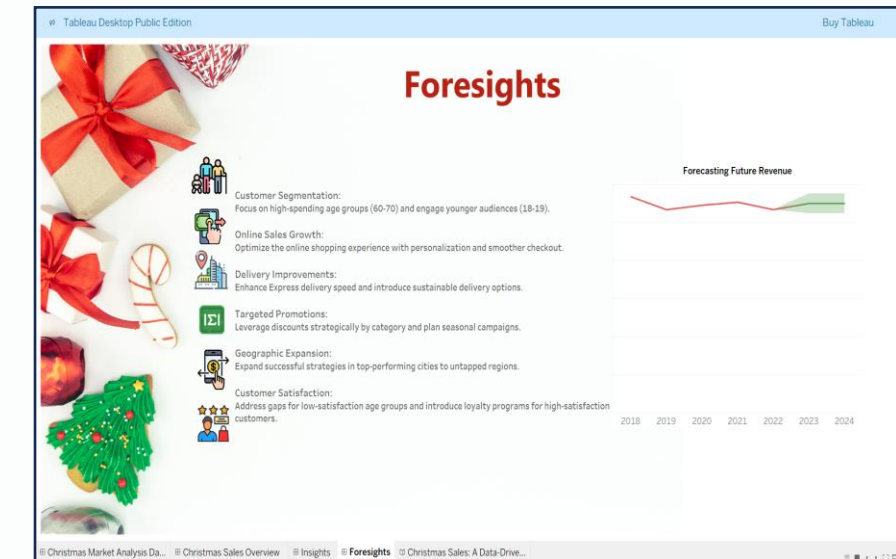 Tableau Desktop Public Edition
Buy Tableau
Foresights
Customer Segmentation:
Focus on high-spending age groups (60-70) and engage younger audiences (18-19).
Online Sales Growth:
Optimize the online shopping experience with personalization and smoother checkout.
Delivery Improvements:
Enhance Express delivery speed and introduce sustainable delivery options.
Targeted Promotions:
Leverage discounts strategically by category and plan seasonal campaigns.
Geographic Expansion:
Expand successful strategies in top-performing cities to untapped regions.
Customer Satisfaction:
Address gaps for low-satisfaction age groups and introduce loyalty programs for high-satisfaction
customers.
Forecasting Future Revenue
2018 2019 2020 2021 2022 2023 2024
Christmas Market Analysis Da... Christmas Sales Overview Insights Foresights Christmas Sales: A Data-Drive...